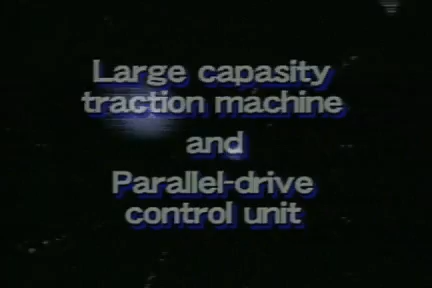 Large capasity
traction machine
and
Parallel-drive
control unit